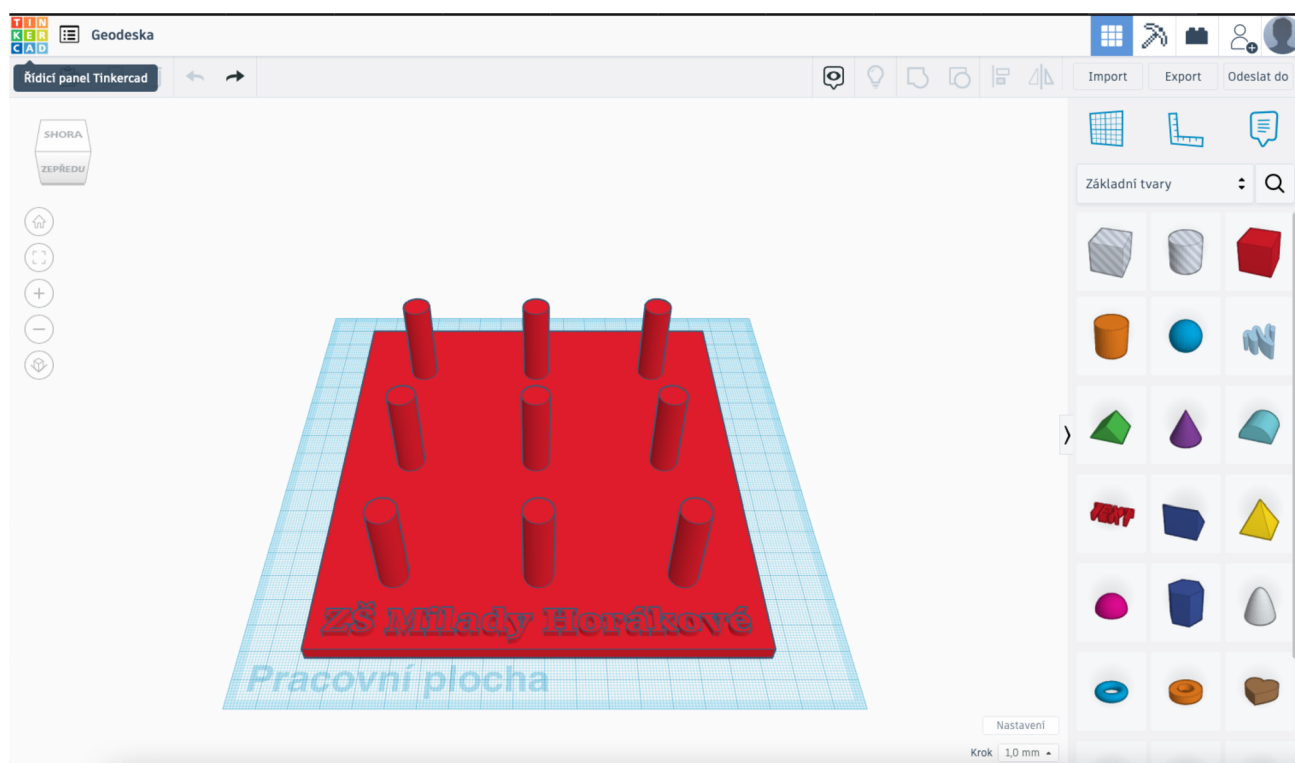 TIN
KER
CAD
Geodeska
Řídicí panel Tinkercad
Import
Export
Odeslat do
SHORA
ZEPŘEDU
Základní tvary
TEXT
ZŠ Milady Horákové
Pracovní plocha
Nastavení
Krok 1,0 mm